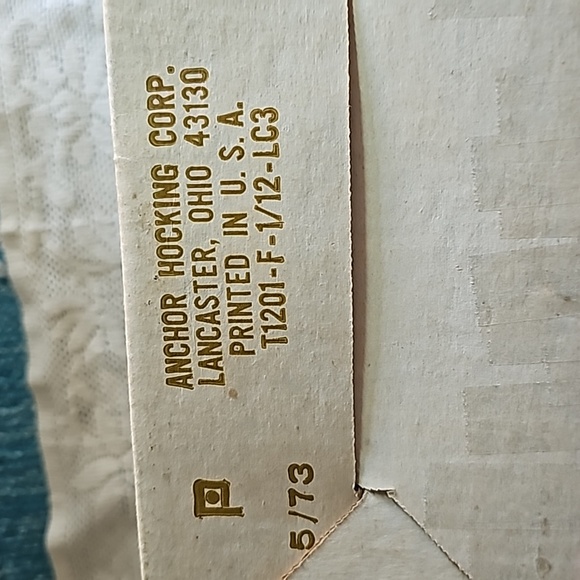 ANCHOR HOCKING CORP.
LANCASTER, OHIO 43130
PRINTED IN U.S.A.
T1201-F-1/12-LC3
5/73